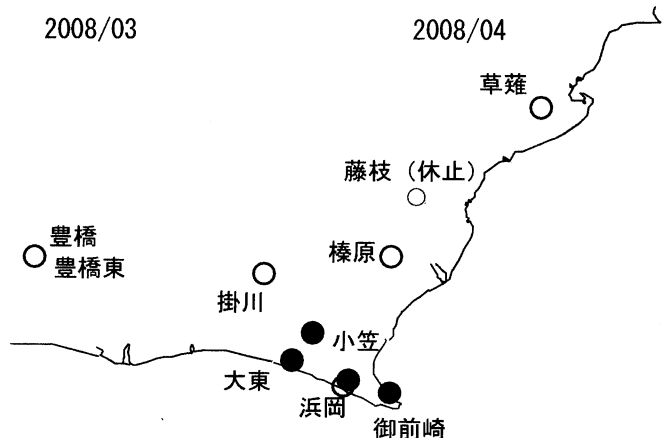 2008/03
2008/04
草薙
藤枝（休止）
豊橋
豊橋東
榛原
掛川
小笠
大東
浜岡
御前崎